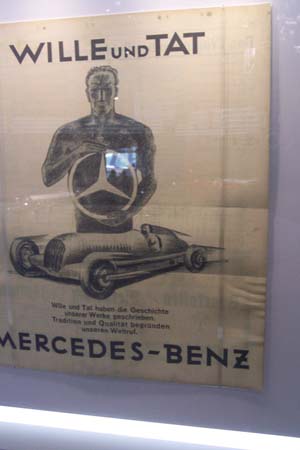 WILLE UND TAT
Wille und Tat haben die Geschichte
unserer Werke geschrieben.
Tradition und Qualität begründen
unseren Weltruf.
MERCEDES-BENZ